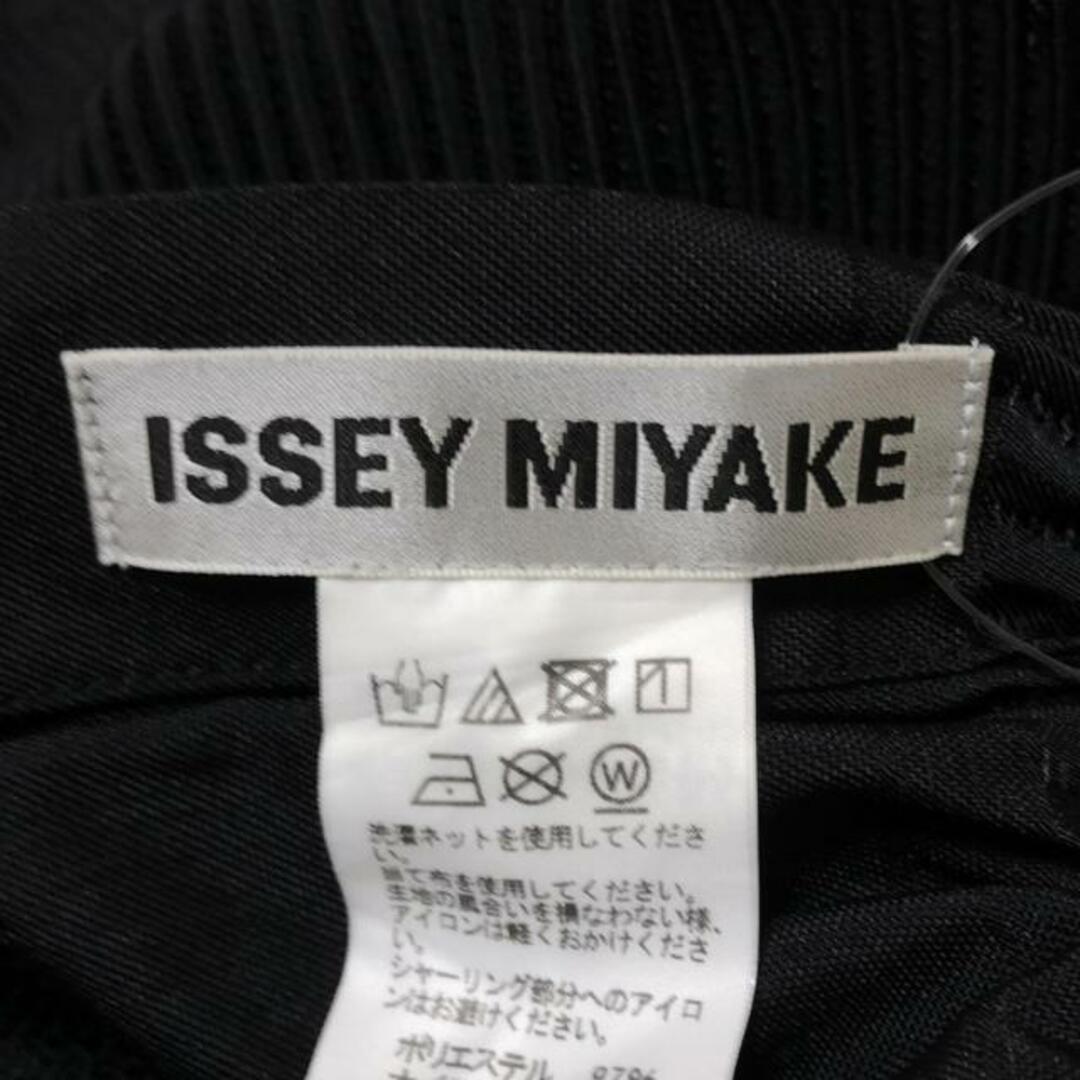 ISSEY MIYAKE
W
洗濯ネットを使用してくださ
い。
当て布を使用してください。
生地の風合いを損なわない様、
アイロンは軽くおかけくださ
い。
シャーリング部分へのアイロ
ンはお避けください。
ポリエステル 97%